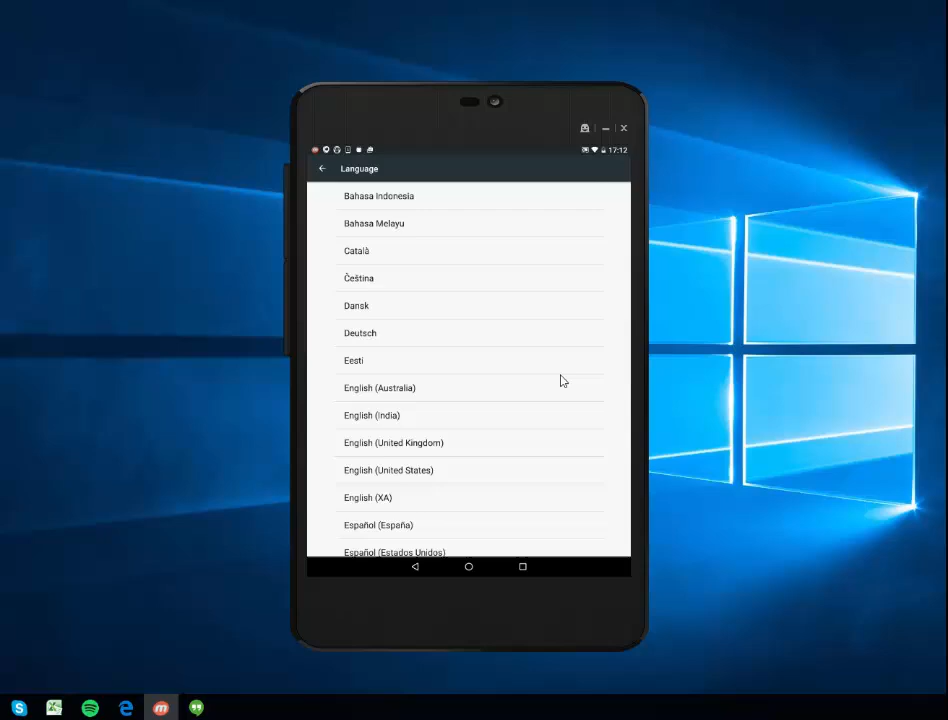 17:12
Language
Bahasa Indonesia
Bahasa Melayu
Català
Čeština
Dansk
Deutsch
Eesti
English (Australia)
English (India)
English (United Kingdom)
English (United States)
English (XA)
Español (España)
Español (Estados Unidos)